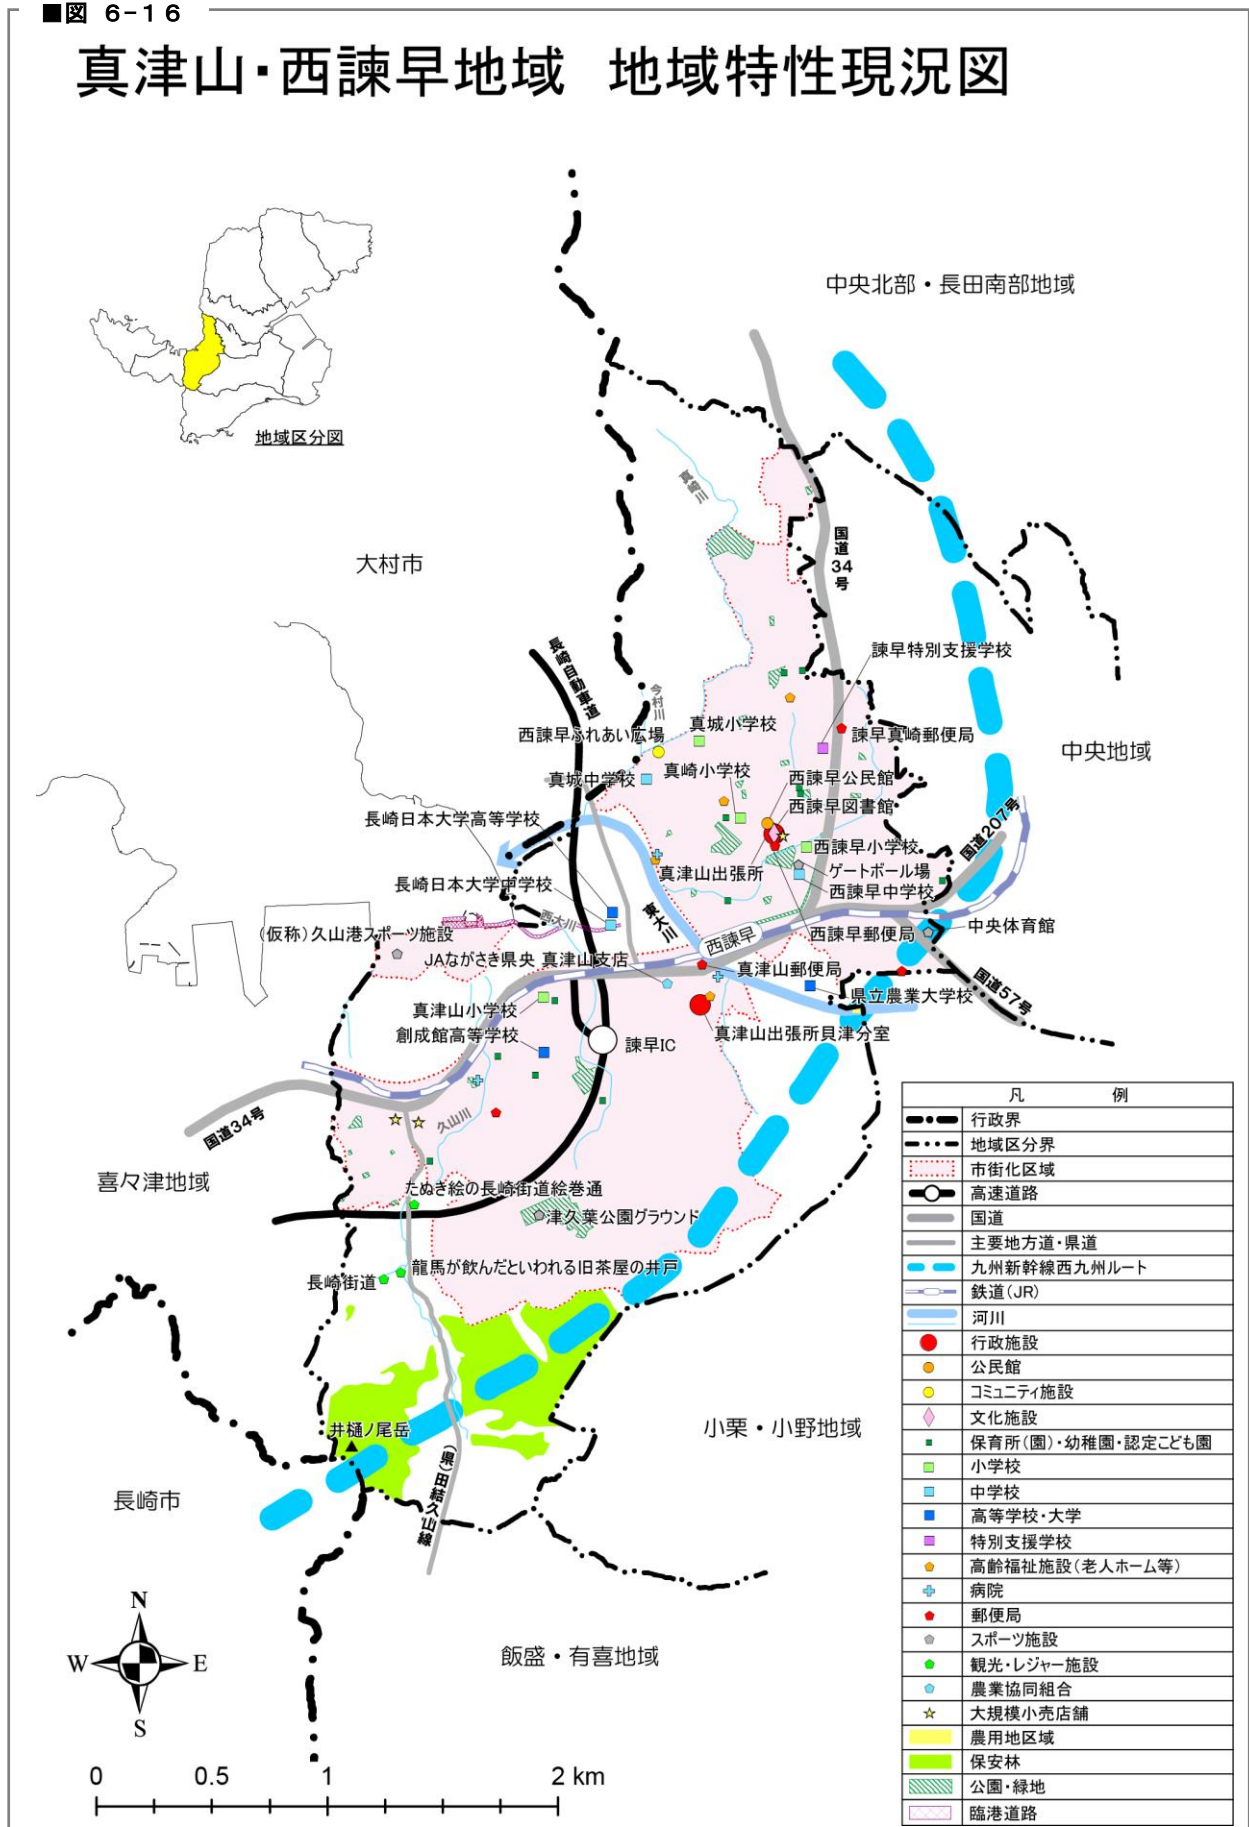 ■図 6-16
真津山・西諫早地域 地域特性現況図
中央北部・長田南部地域
地域区分図
真崎川
大村市
国道34号
長崎自動車道
諫早特別支援学校
今村川
真城小学校
西諫早ふれあい広場
諫早真崎郵便局
中央地域
真崎小学校
真城中学校
西諫早公民館
西諫早図書館
国道207号
長崎日本大学高等学校
西諫早小学校
ゲートボール場
真津山出張所
長崎日本大学中学校
西諫早中学校
東大川
西大川
西諫早
西諫早郵便局
中央体育館
(仮称)久山港スポーツ施設
JAながさき県央 真津山支店
真津山郵便局
県立農業大学校
国道57号
真津山小学校
創成館高等学校
真津山出張所貝津分室
諫早IC
国道34号
久山川
喜々津地域
たぬき絵の長崎街道絵巻通
津久葉公園グラウンド
龍馬が飲んだといわれる旧茶屋の井戸
長崎街道
井樋ノ尾岳
小栗・小野地域
(県)田結久山線
長崎市
飯盛・有喜地域
N
W
E
S
0 0.5 1 2 km
凡 例
行政界
地域区分界
市街化区域
高速道路
国道
主要地方道・県道
九州新幹線西九州ルート
鉄道(JR)
河川
行政施設
公民館
コミュニティ施設
文化施設
保育所(園)・幼稚園・認定こども園
小学校
中学校
高等学校・大学
特別支援学校
高齢福祉施設(老人ホーム等)
病院
郵便局
スポーツ施設
観光・レジャー施設
農業協同組合
大規模小売店舗
農用地区域
保安林
公園・緑地
臨港道路